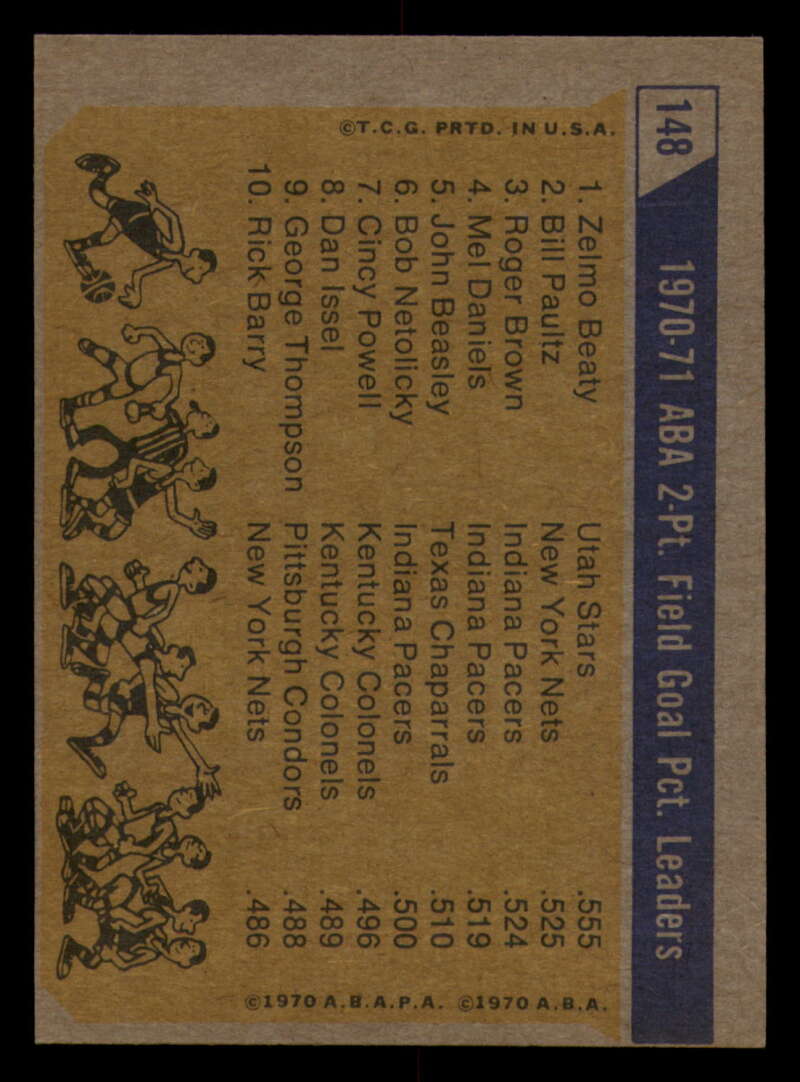 148 1970-71 ABA 2-Pt. Field Goal Pct. Leaders
1. Zelmo Beaty Utah Stars .555
2. Bill Paultz New York Nets .525
3. Roger Brown Indiana Pacers .524
4. Mel Daniels Indiana Pacers .519
5. John Beasley Texas Chaparrals .510
6. Bob Netolicky Indiana Pacers .500
7. Cincy Powell Kentucky Colonels .496
8. Dan Issel Kentucky Colonels .489
9. George Thompson Pittsburgh Condors .488
10. Rick Barry New York Nets .486
©T.C.G. PRTD. IN U.S.A.
©1970 A.B.A.P.A. ©1970 A.B.A.